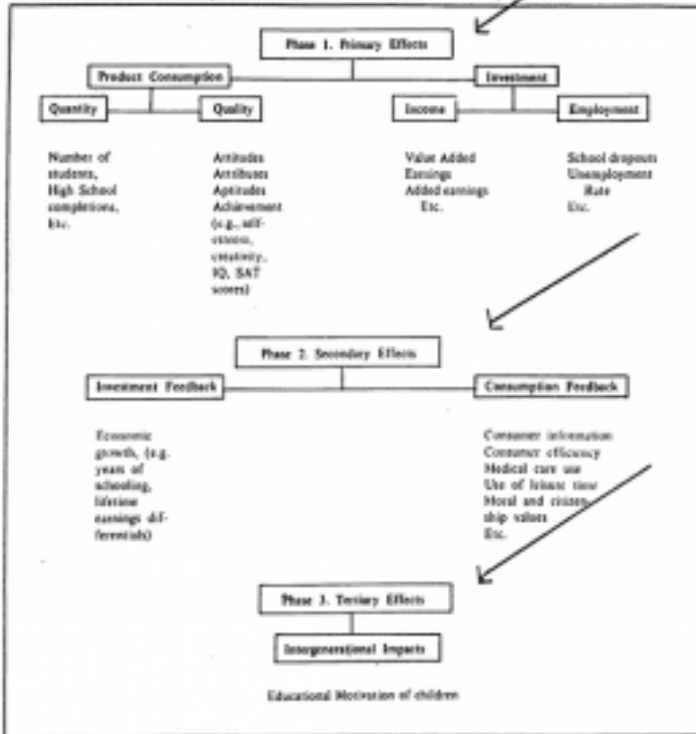 Phase 1. Primary Effects
Product Consumption
Investment
Quantity
Quality
Income
Employment
Number of
students,
High School
completions,
Etc.
Attitudes
Attributes
Aptitudes
Achievement
(e.g., self-
esteem,
creativity,
IQ, SAT
scores)
Value Added
Earnings
Added earnings
Etc.
School dropouts
Unemployment
Rate
Etc.
Phase 2. Secondary Effects
Investment Feedback
Consumption Feedback
Economic
growth, (e.g.
years of
schooling,
lifetime
earnings dif-
ferentials)
Consumer information
Consumer efficiency
Medical care use
Use of leisure time
Moral and citizen-
ship values
Etc.
Phase 3. Tertiary Effects
Intergenerational Impacts
Educational Motivation of children